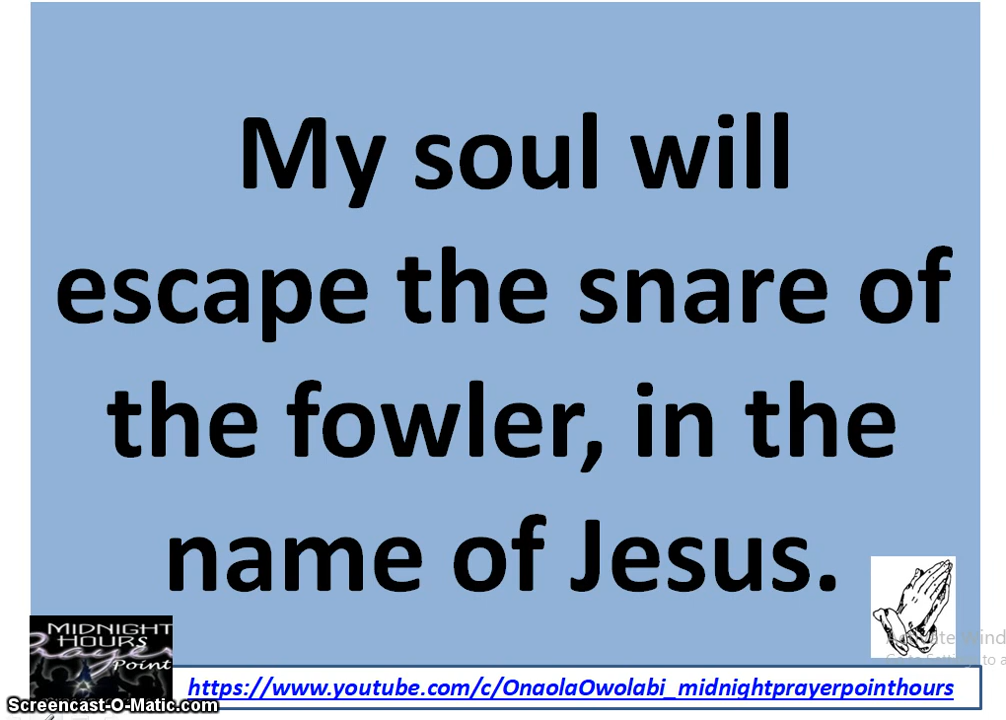 My soul will
escape the snare of
the fowler, in the
name of Jesus.
MIDNIGHT
HOURS
Prayer
Point
https://www.youtube.com/c/OnaolaOwolabi_midnightprayerpointhours
Screencast-O-Matic.com